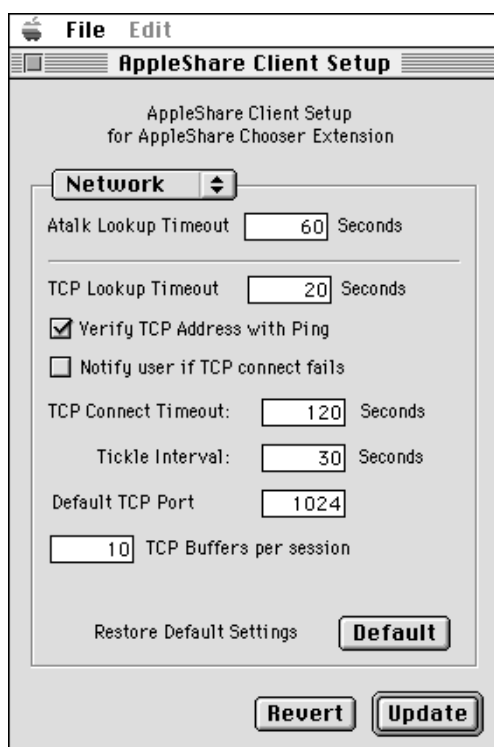 File Edit
AppleShare Client Setup
AppleShare Client Setup
for AppleShare Chooser Extension
Network
Atalk Lookup Timeout 60 Seconds
TCP Lookup Timeout 20 Seconds
Verify TCP Address with Ping
Notify user if TCP connect fails
TCP Connect Timeout: 120 Seconds
Tickle Interval: 30 Seconds
Default TCP Port 1024
10 TCP Buffers per session
Restore Default Settings Default
Revert Update